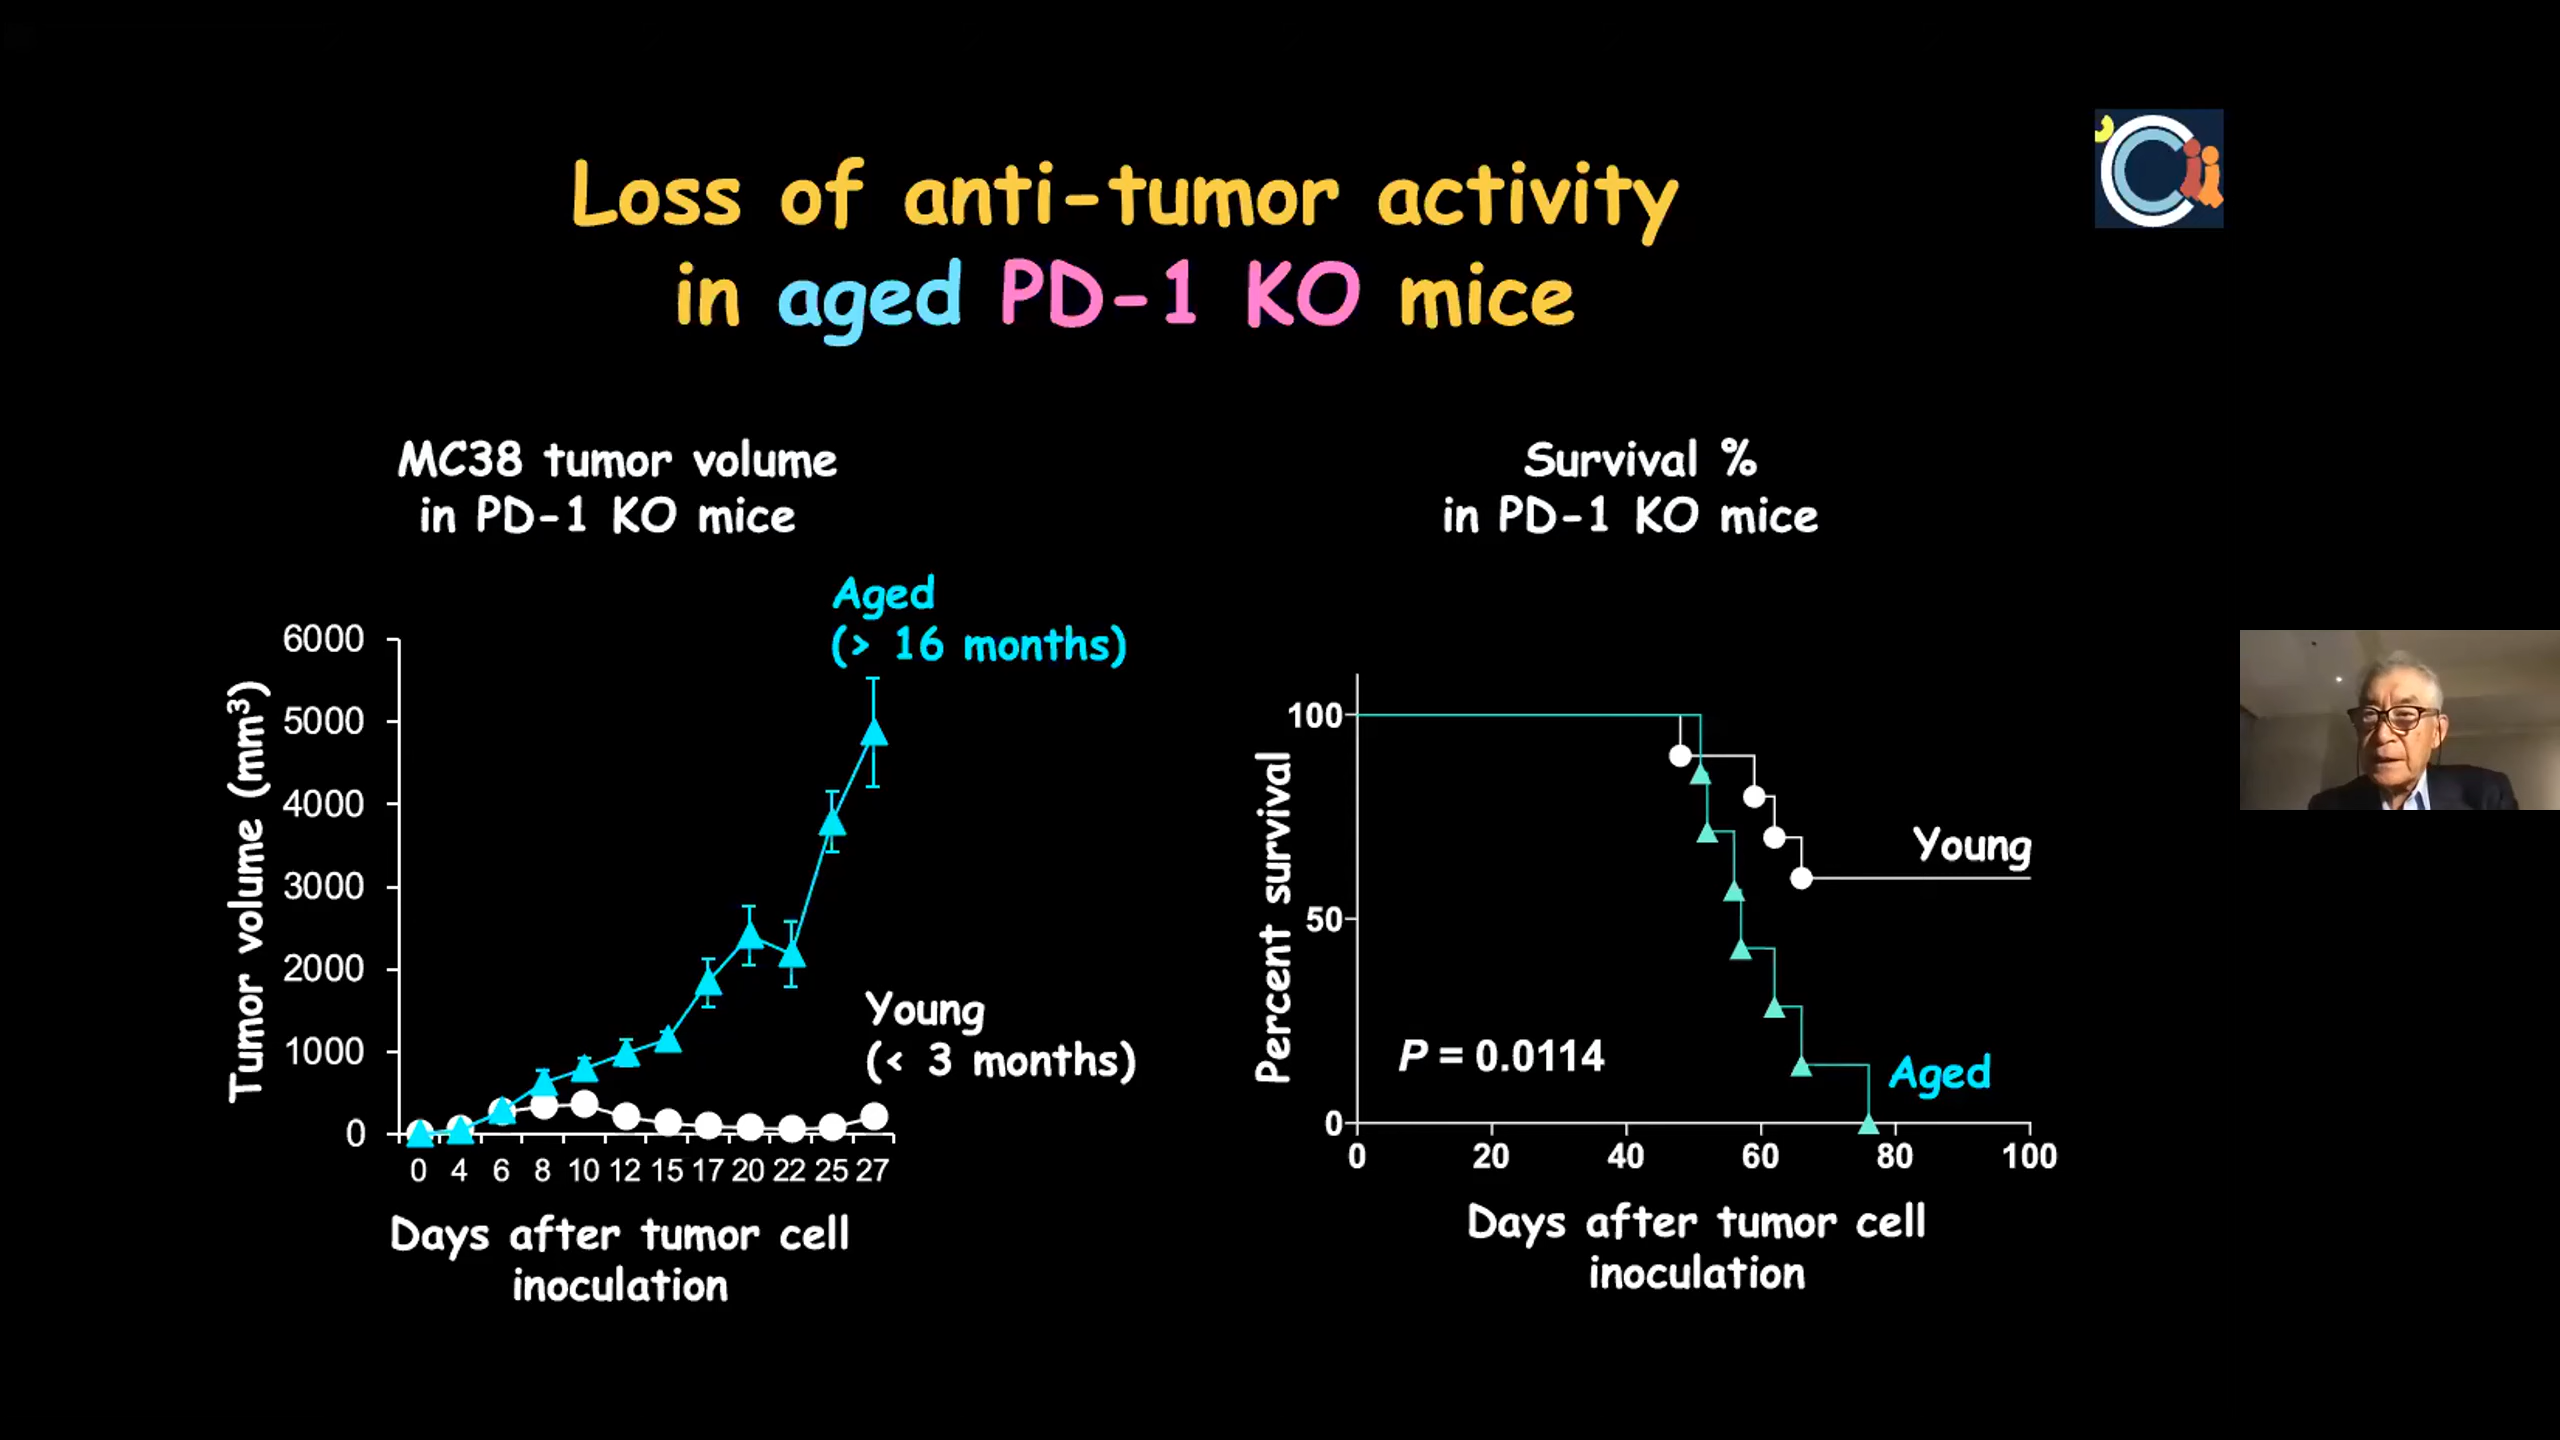 Loss of anti-tumor activity
in aged PD-1 KO mice
MC38 tumor volume
in PD-1 KO mice
Aged
(> 16 months)
Tumor volume (mm³)
6000
5000
4000
3000
2000
1000
0
Young
(< 3 months)
0 4 6 8 10 12 15 17 20 22 25 27
Days after tumor cell
inoculation
Survival %
in PD-1 KO mice
Percent survival
100
50
0
Young
P = 0.0114
Aged
0 20 40 60 80 100
Days after tumor cell
inoculation